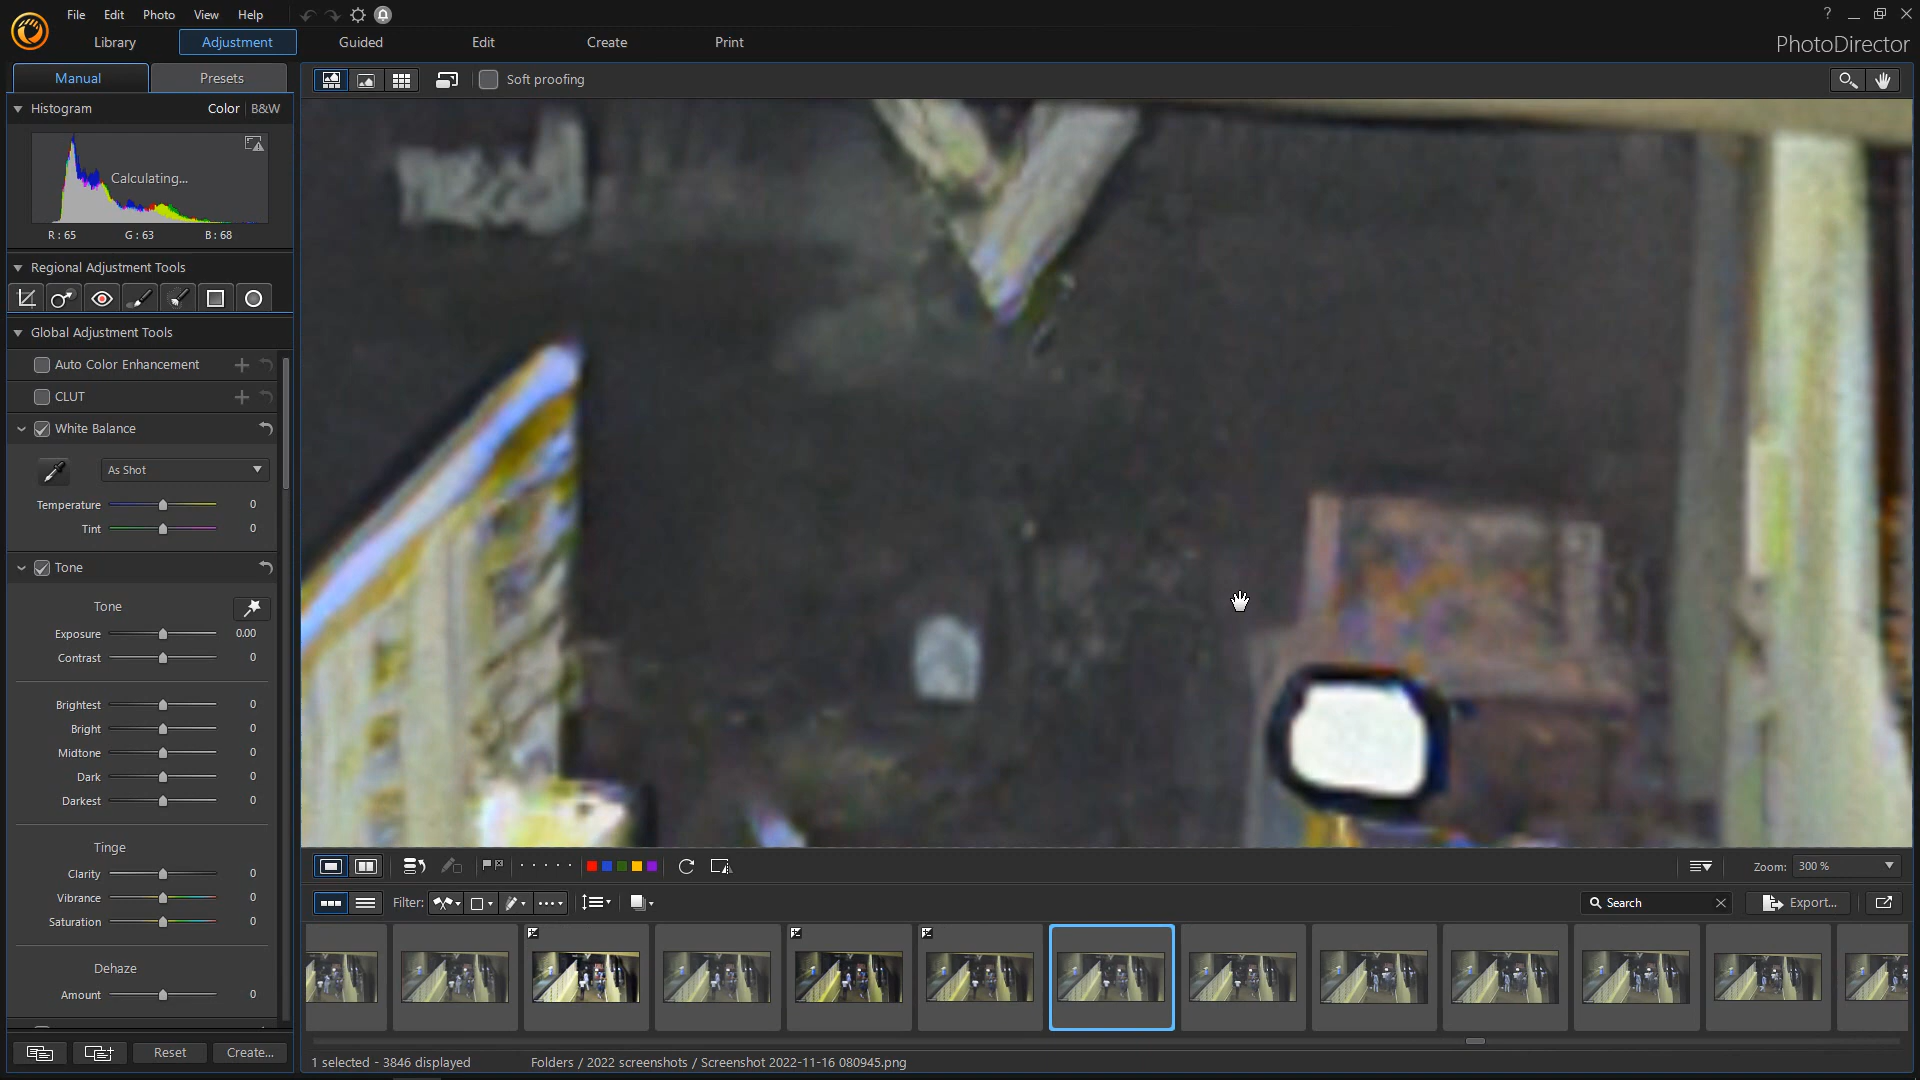 File Edit Photo View Help
?
Library Adjustment Guided Edit Create Print
PhotoDirector
Manual Presets
Soft proofing
Histogram Color | B&W
Calculating...
R : 65 G : 63 B : 68
Regional Adjustment Tools
Global Adjustment Tools
Auto Color Enhancement
CLUT
White Balance
As Shot
Temperature 0
Tint 0
Tone
Tone
Exposure 0.00
Contrast 0
Brightest 0
Bright 0
Midtone 0
Dark 0
Darkest 0
Tinge
Clarity 0
Vibrance 0
Saturation 0
Dehaze
Amount 0
Reset Create...
Zoom: 300 %
Filter:
Search
Export...
1 selected - 3846 displayed Folders / 2022 screenshots / Screenshot 2022-11-16 080945.png